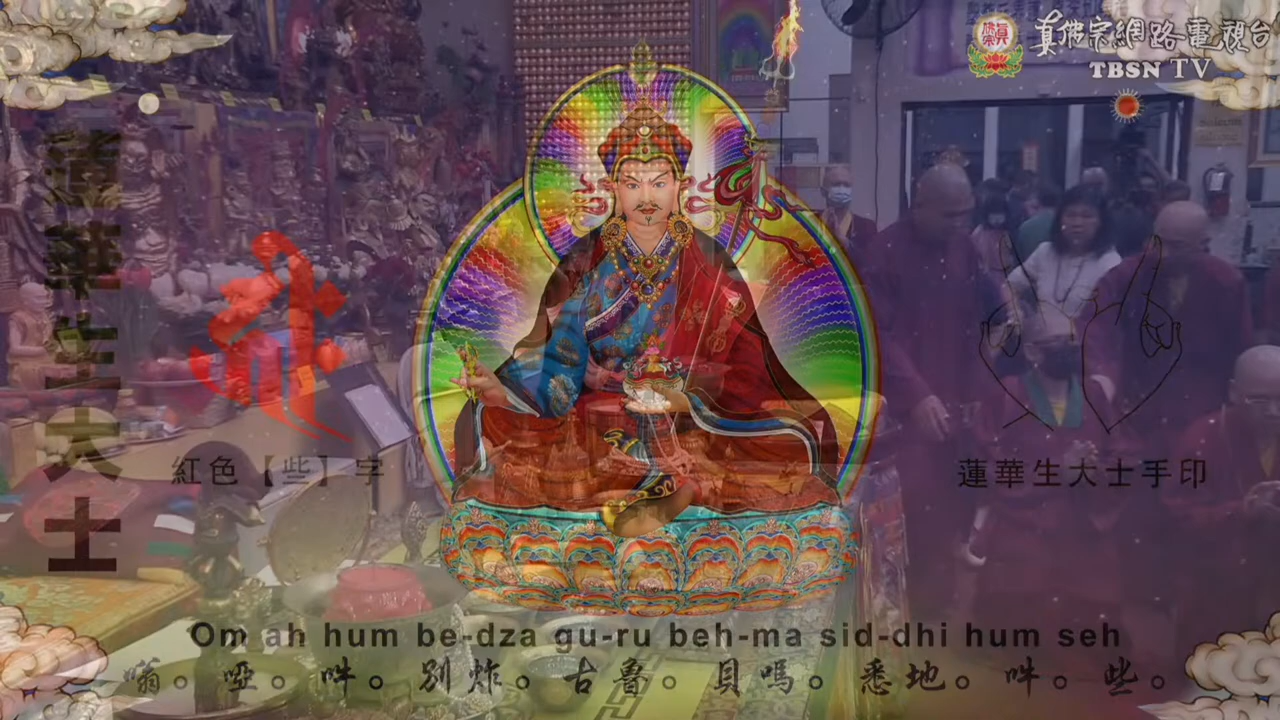 真佛宗網路電視台
TBSN TV
蓮華生大士
紅色【些】字
蓮華生大士手印
Om ah hum be-dza gu-ru beh-ma sid-dhi hum seh
嗡。啞。吽。別炸。古魯。貝嗎。悉地。吽。些。